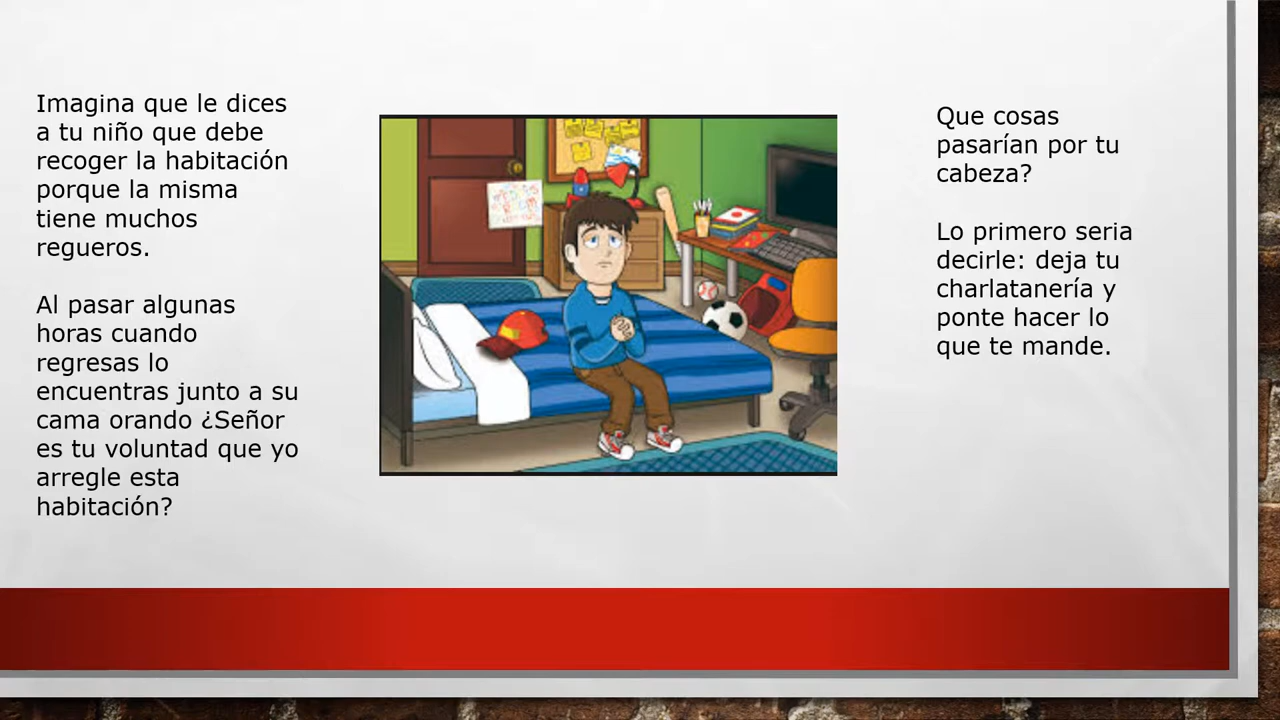 Imagina que le dices
a tu niño que debe
recoger la habitación
porque la misma
tiene muchos
regueros.
Al pasar algunas
horas cuando
regresas lo
encuentras junto a su
cama orando ¿Señor
es tu voluntad que yo
arregle esta
habitación?
Que cosas
pasarían por tu
cabeza?
Lo primero seria
decirle: deja tu
charlatanería y
ponte hacer lo
que te mande.